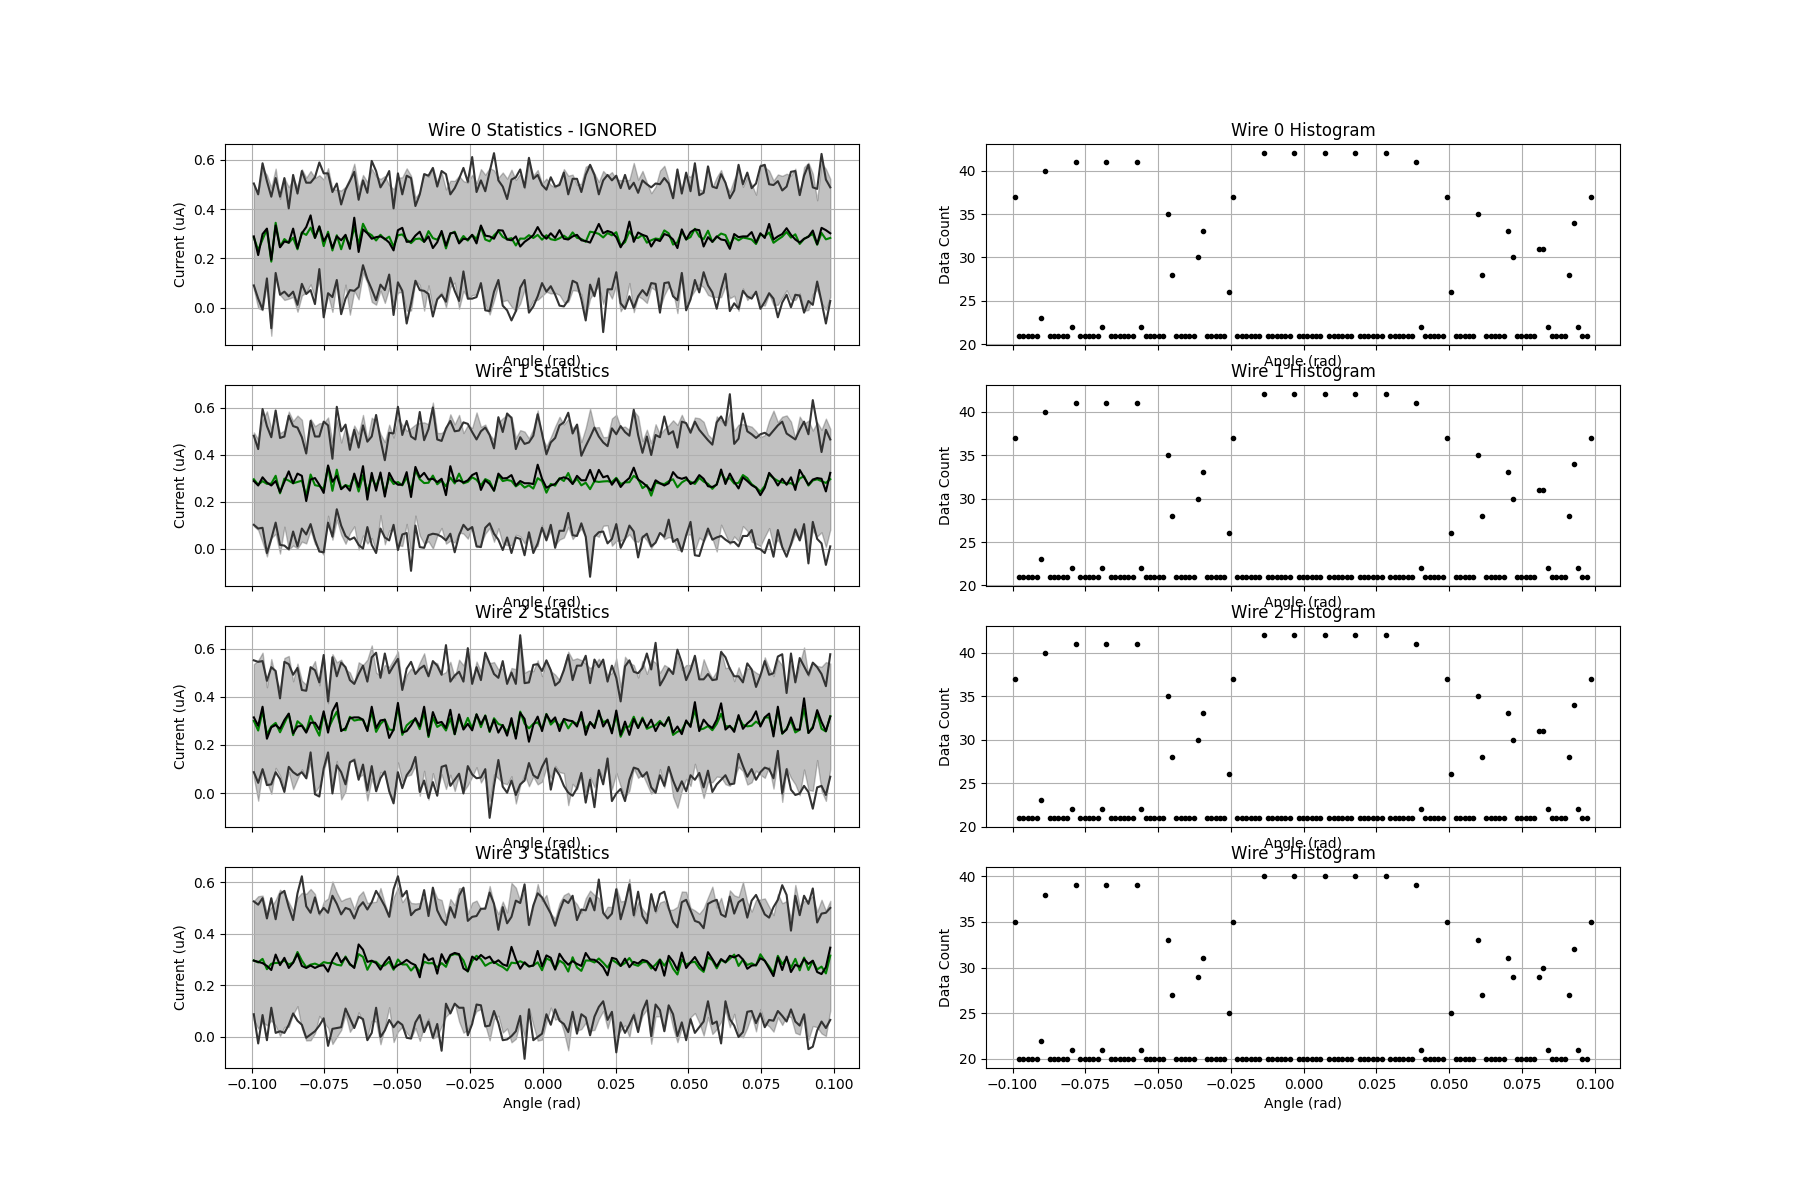 Wire 0 Statistics - IGNORED
Current (uA)
0.6
0.4
0.2
0.0
Angle (rad)
Wire 0 Histogram
Data Count
40
35
30
25
20
Angle (rad)
Wire 1 Statistics
Current (uA)
0.6
0.4
0.2
0.0
Angle (rad)
Wire 1 Histogram
Data Count
40
35
30
25
20
Angle (rad)
Wire 2 Statistics
Current (uA)
0.6
0.4
0.2
0.0
Angle (rad)
Wire 2 Histogram
Data Count
40
35
30
25
20
Angle (rad)
Wire 3 Statistics
Current (uA)
0.6
0.4
0.2
0.0
−0.100 −0.075 −0.050 −0.025 0.000 0.025 0.050 0.075 0.100
Angle (rad)
Wire 3 Histogram
Data Count
40
35
30
25
20
−0.100 −0.075 −0.050 −0.025 0.000 0.025 0.050 0.075 0.100
Angle (rad)